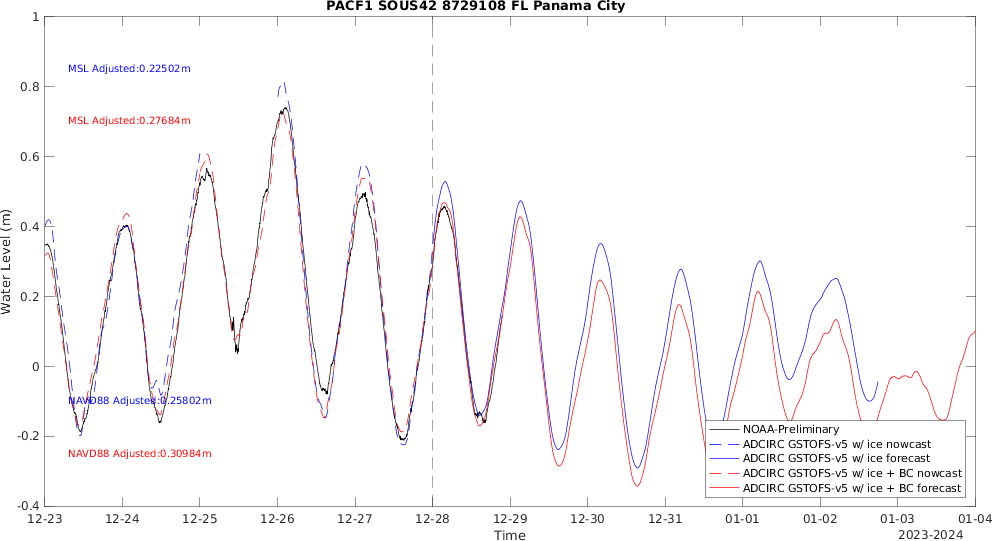 PACF1 SOUS42 8729108 FL Panama City
1
0.8
0.6
0.4
0.2
0
-0.2
-0.4
Water Level (m)
MSL Adjusted:0.22502m
MSL Adjusted:0.27684m
NAVD88 Adjusted:0.25802m
NAVD88 Adjusted:0.30984m
NOAA-Preliminary
ADCIRC GSTOFS-v5 w/ ice nowcast
ADCIRC GSTOFS-v5 w/ ice forecast
ADCIRC GSTOFS-v5 w/ ice + BC nowcast
ADCIRC GSTOFS-v5 w/ ice + BC forecast
12-23 12-24 12-25 12-26 12-27 12-28 12-29 12-30 12-31 01-01 01-02 01-03 01-04
Time
2023-2024